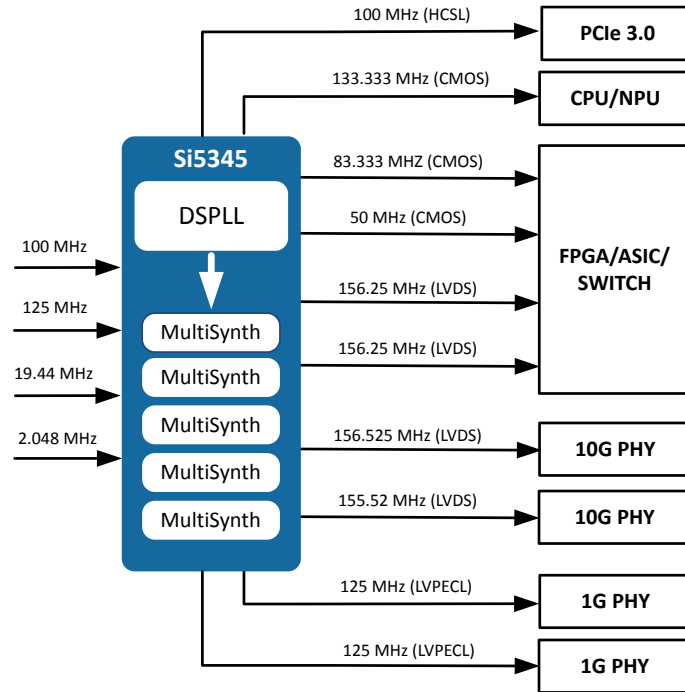 100 MHz (HCSL)
PCIe 3.0
133.333 MHz (CMOS)
CPU/NPU
Si5345
DSPLL
MultiSynth
MultiSynth
MultiSynth
MultiSynth
MultiSynth
100 MHz
125 MHz
19.44 MHz
2.048 MHz
83.333 MHZ (CMOS)
50 MHz (CMOS)
156.25 MHz (LVDS)
156.25 MHz (LVDS)
FPGA/ASIC/
SWITCH
156.525 MHz (LVDS)
10G PHY
155.52 MHz (LVDS)
10G PHY
125 MHz (LVPECL)
1G PHY
125 MHz (LVPECL)
1G PHY